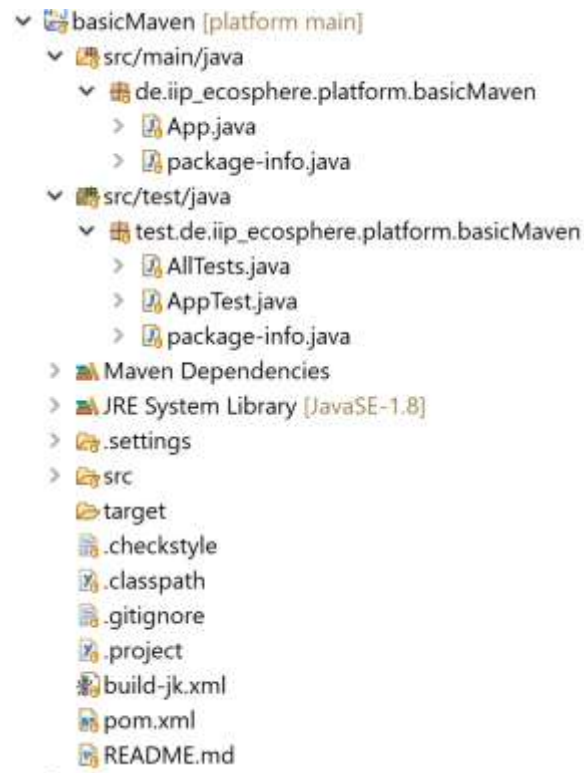 basicMaven [platform main]
src/main/java
de.iip_ecosphere.platform.basicMaven
App.java
package-info.java
src/test/java
test.de.iip_ecosphere.platform.basicMaven
AllTests.java
AppTest.java
package-info.java
Maven Dependencies
JRE System Library [JavaSE-1.8]
.settings
src
target
.checkstyle
.classpath
.gitignore
.project
build-jk.xml
pom.xml
README.md